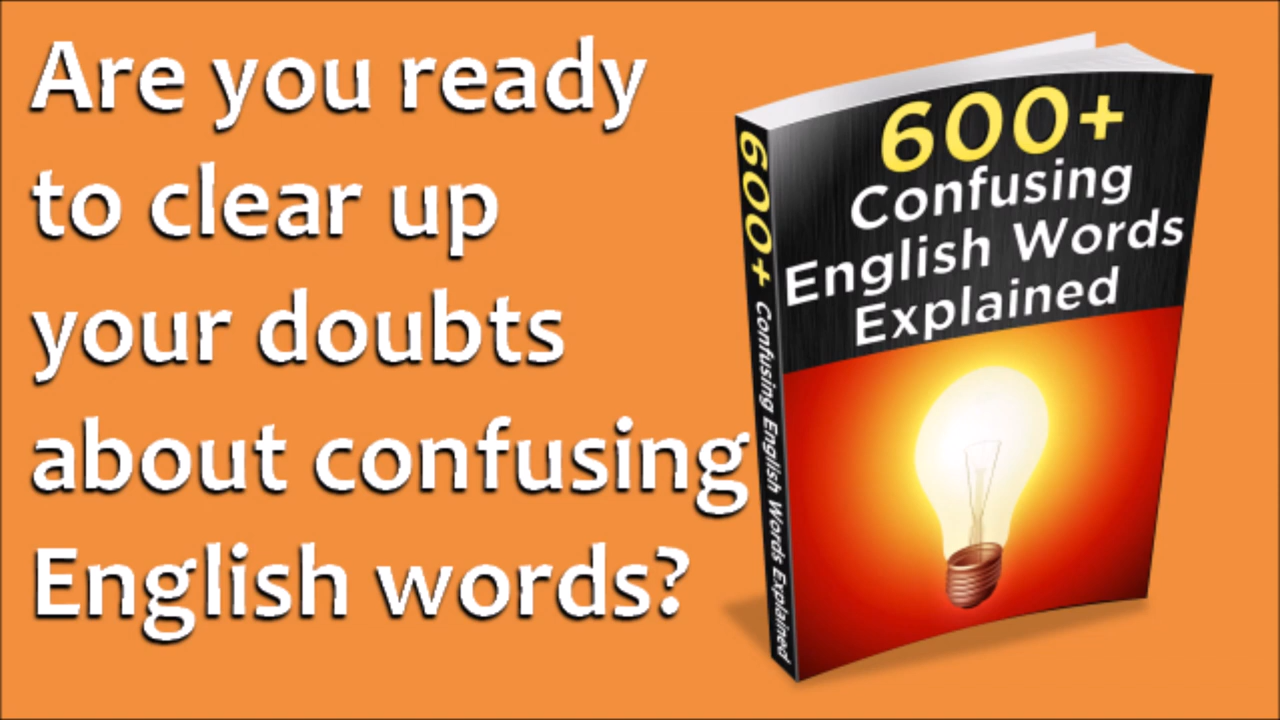 Are you ready
to clear up
your doubts
about confusing
English words?
600+
Confusing
English Words
Explained
600+ Confusing English Words Explained